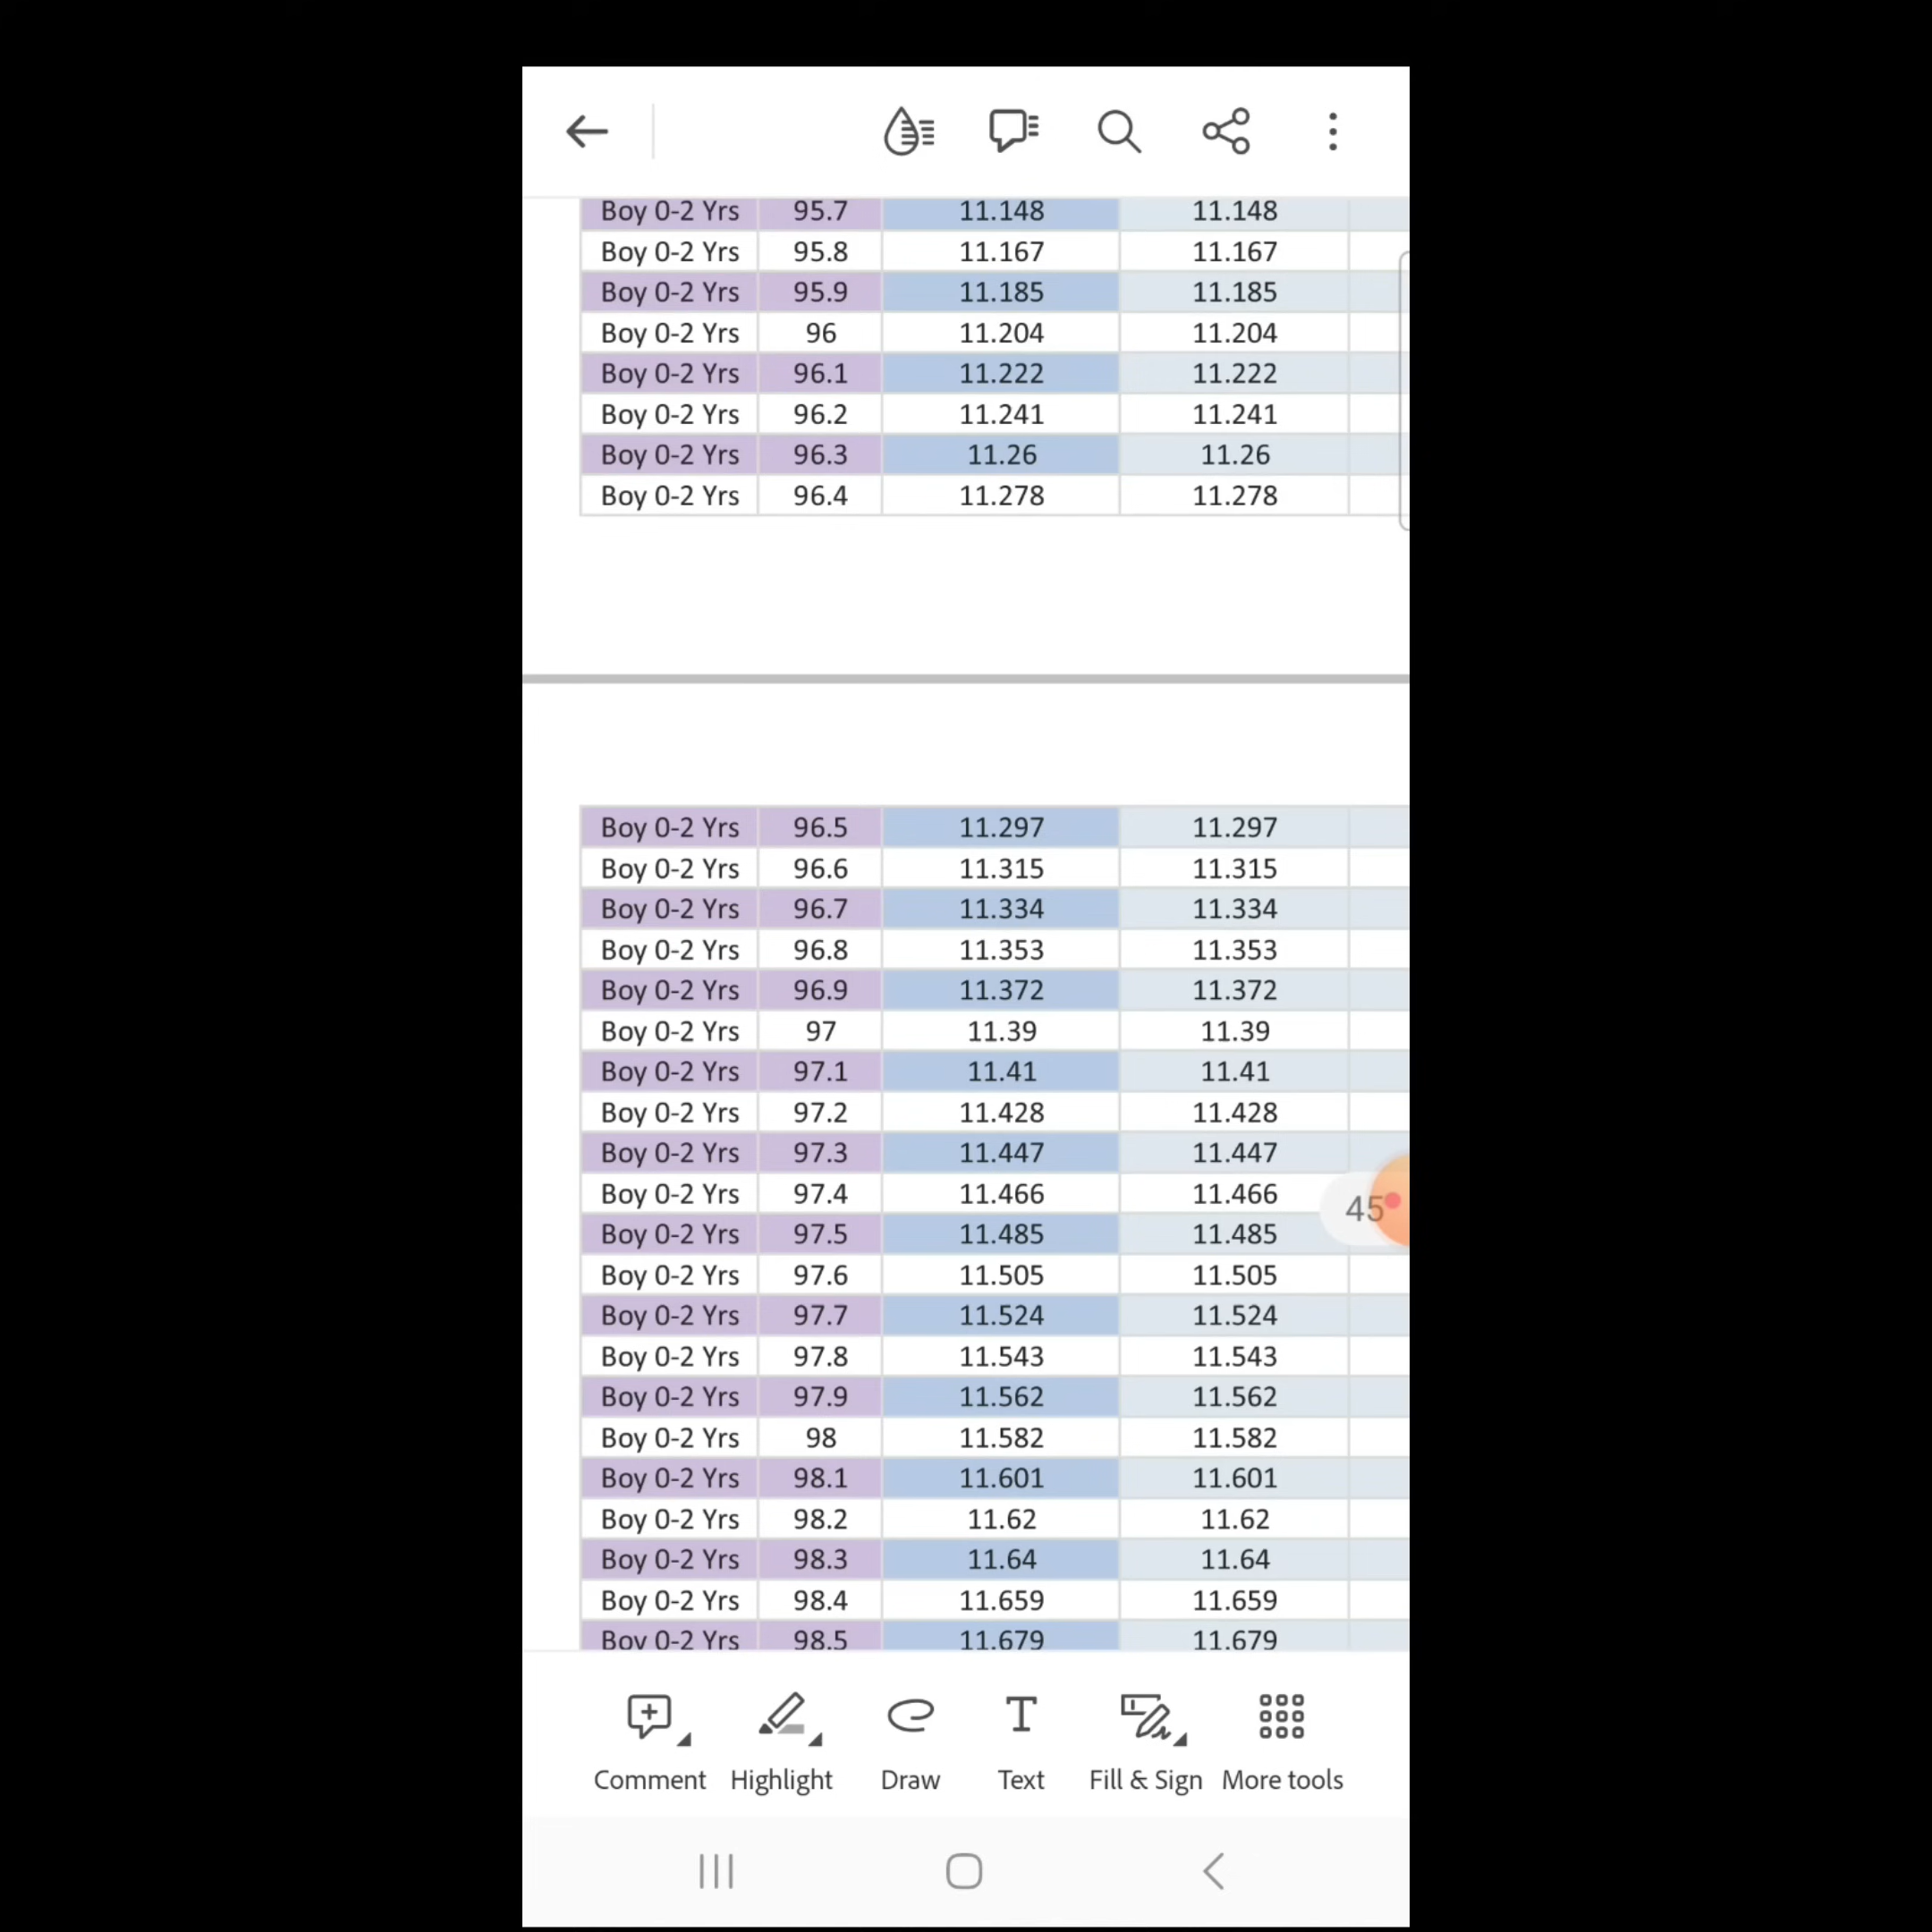 Boy 0-2 Yrs 95.7 11.148 11.148
Boy 0-2 Yrs 95.8 11.167 11.167
Boy 0-2 Yrs 95.9 11.185 11.185
Boy 0-2 Yrs 96 11.204 11.204
Boy 0-2 Yrs 96.1 11.222 11.222
Boy 0-2 Yrs 96.2 11.241 11.241
Boy 0-2 Yrs 96.3 11.26 11.26
Boy 0-2 Yrs 96.4 11.278 11.278
Boy 0-2 Yrs 96.5 11.297 11.297
Boy 0-2 Yrs 96.6 11.315 11.315
Boy 0-2 Yrs 96.7 11.334 11.334
Boy 0-2 Yrs 96.8 11.353 11.353
Boy 0-2 Yrs 96.9 11.372 11.372
Boy 0-2 Yrs 97 11.39 11.39
Boy 0-2 Yrs 97.1 11.41 11.41
Boy 0-2 Yrs 97.2 11.428 11.428
Boy 0-2 Yrs 97.3 11.447 11.447
Boy 0-2 Yrs 97.4 11.466 11.466
45
Boy 0-2 Yrs 97.5 11.485 11.485
Boy 0-2 Yrs 97.6 11.505 11.505
Boy 0-2 Yrs 97.7 11.524 11.524
Boy 0-2 Yrs 97.8 11.543 11.543
Boy 0-2 Yrs 97.9 11.562 11.562
Boy 0-2 Yrs 98 11.582 11.582
Boy 0-2 Yrs 98.1 11.601 11.601
Boy 0-2 Yrs 98.2 11.62 11.62
Boy 0-2 Yrs 98.3 11.64 11.64
Boy 0-2 Yrs 98.4 11.659 11.659
Boy 0-2 Yrs 98.5 11.679 11.679
Comment Highlight Draw Text Fill & Sign More tools